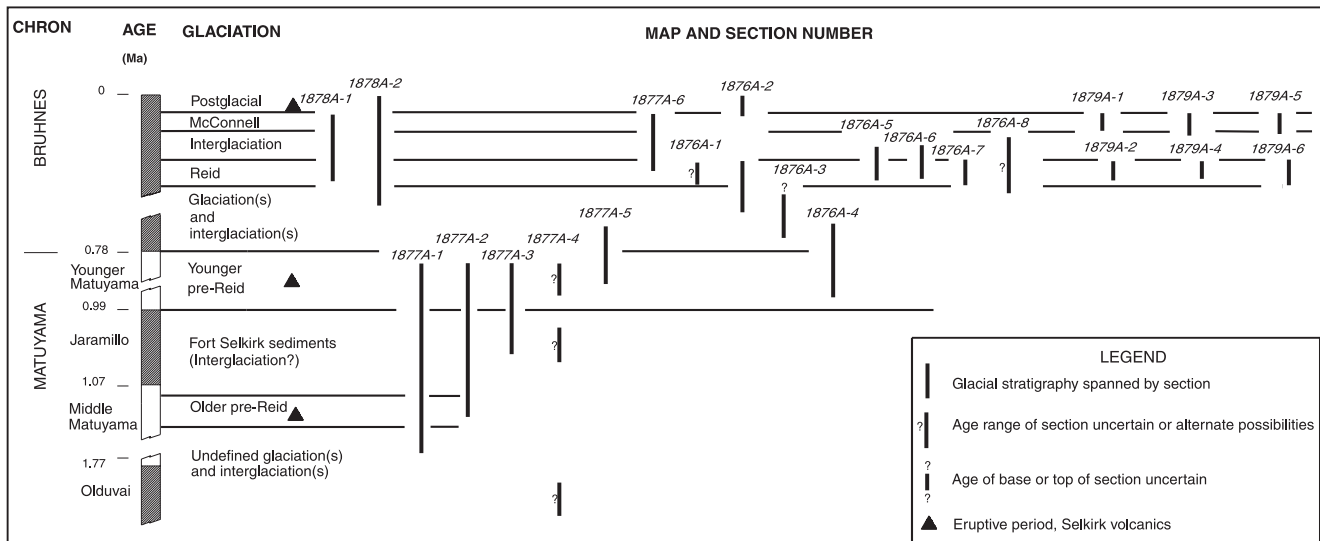 CHRON AGE GLACIATION MAP AND SECTION NUMBER
(Ma)
BRUHNES
MATUYAMA
0
0.78
Younger
Matuyama
0.99
Jaramillo
1.07
Middle
Matuyama
1.77
Olduvai
Postglacial
McConnell
Interglaciation
Reid
Glaciation(s)
and
interglaciation(s)
Younger
pre-Reid
Fort Selkirk sediments
(Interglaciation?)
Older pre-Reid
Undefined glaciation(s)
and interglaciation(s)
1878A-1
1878A-2
1877A-6
1876A-2
1879A-1
1879A-3
1879A-5
1876A-1
?
1876A-5
1876A-6
1876A-7
1876A-8
?
1879A-2
1879A-4
1879A-6
1876A-3
?
1877A-5
1876A-4
1877A-1
1877A-2
1877A-3
1877A-4
?
?
?
LEGEND
Glacial stratigraphy spanned by section
? Age range of section uncertain or alternate possibilities
?
Age of base or top of section uncertain
?
Eruptive period, Selkirk volcanics